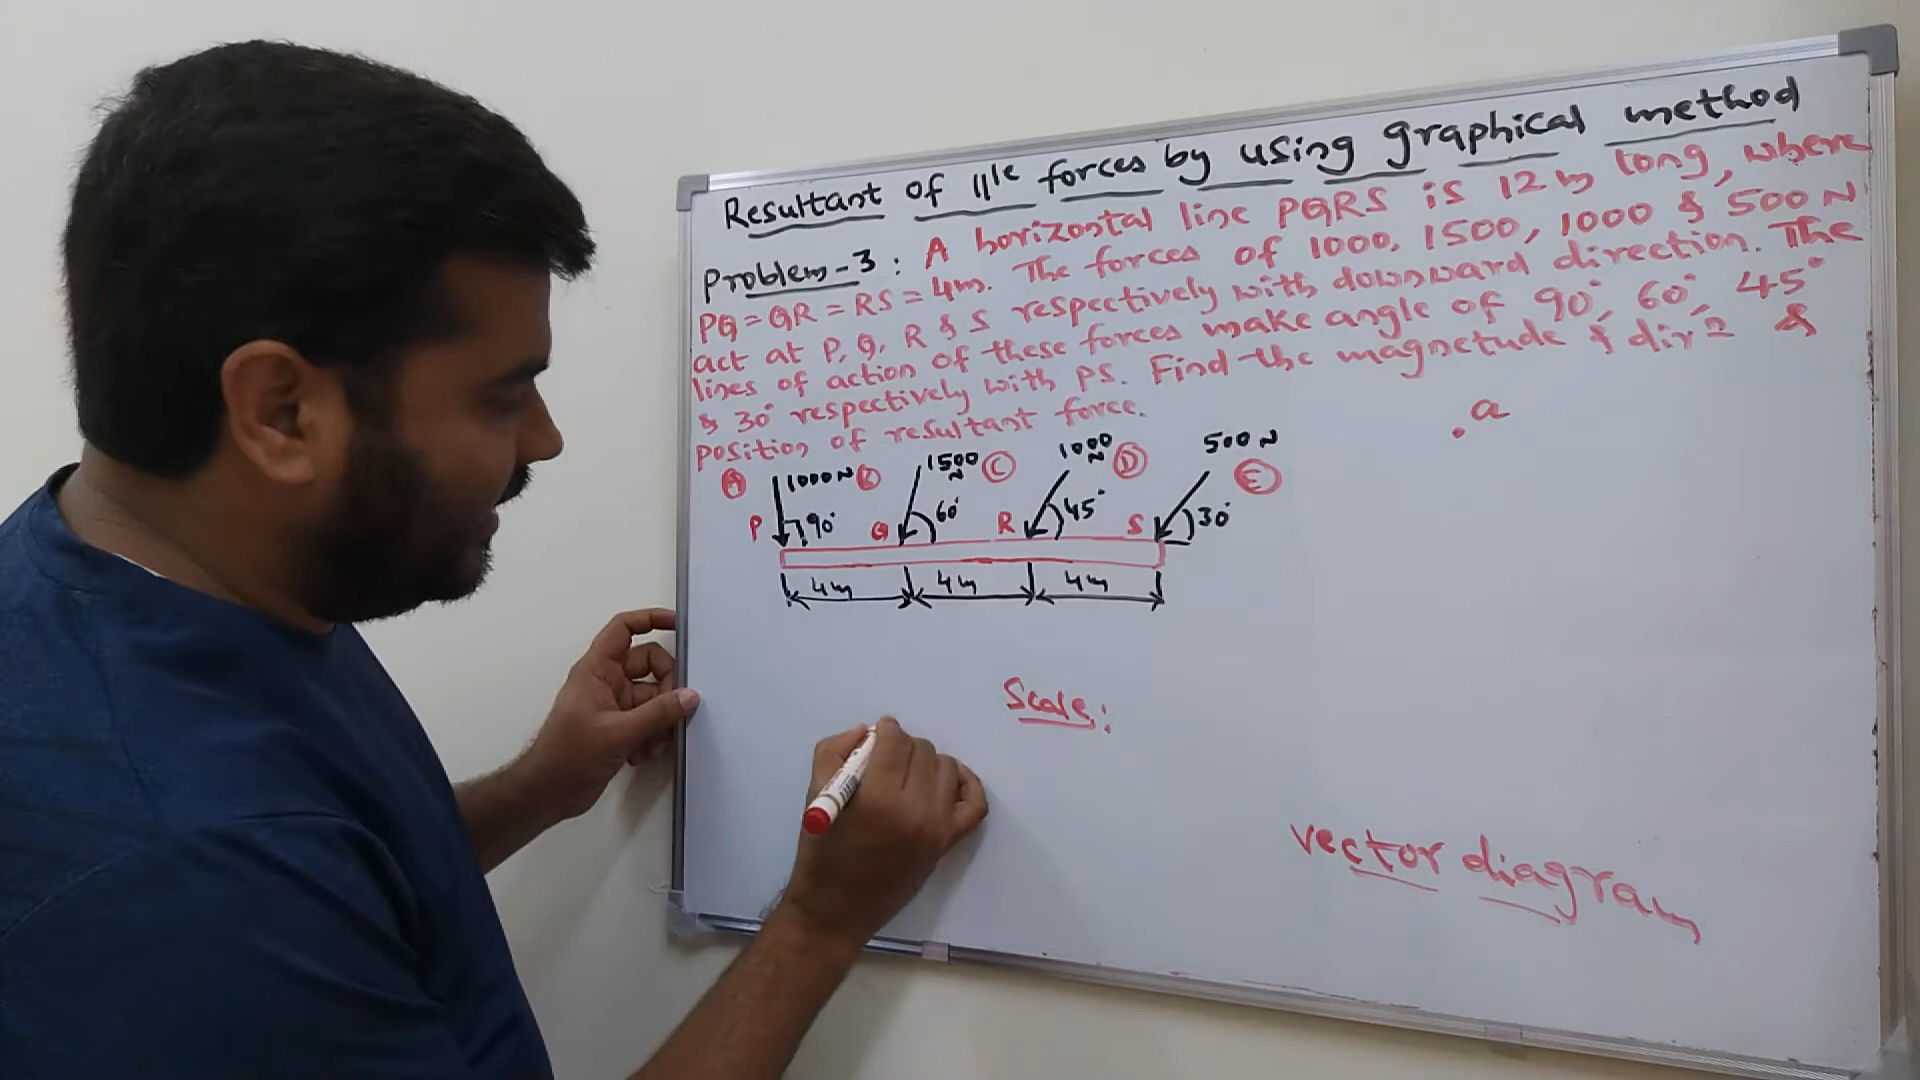 Resultant of ||le forces by using graphical method
Problem-3: A horizontal line PQRS is 12m long, where
PQ = QR = RS = 4m. The forces of 1000, 1500, 1000 & 500 N
act at P, Q, R & S respectively with downward direction. The
lines of action of these forces make angle of 90°, 60°, 45°
& 30° respectively with PS. Find the magnetude & dirn &
position of resultant force.
. a
A 1000 N B 1500 N C 1000 N D 500 N E
P 90° Q 60° R 45° S 30°
4m 4m 4m
Scale:
vector diagram